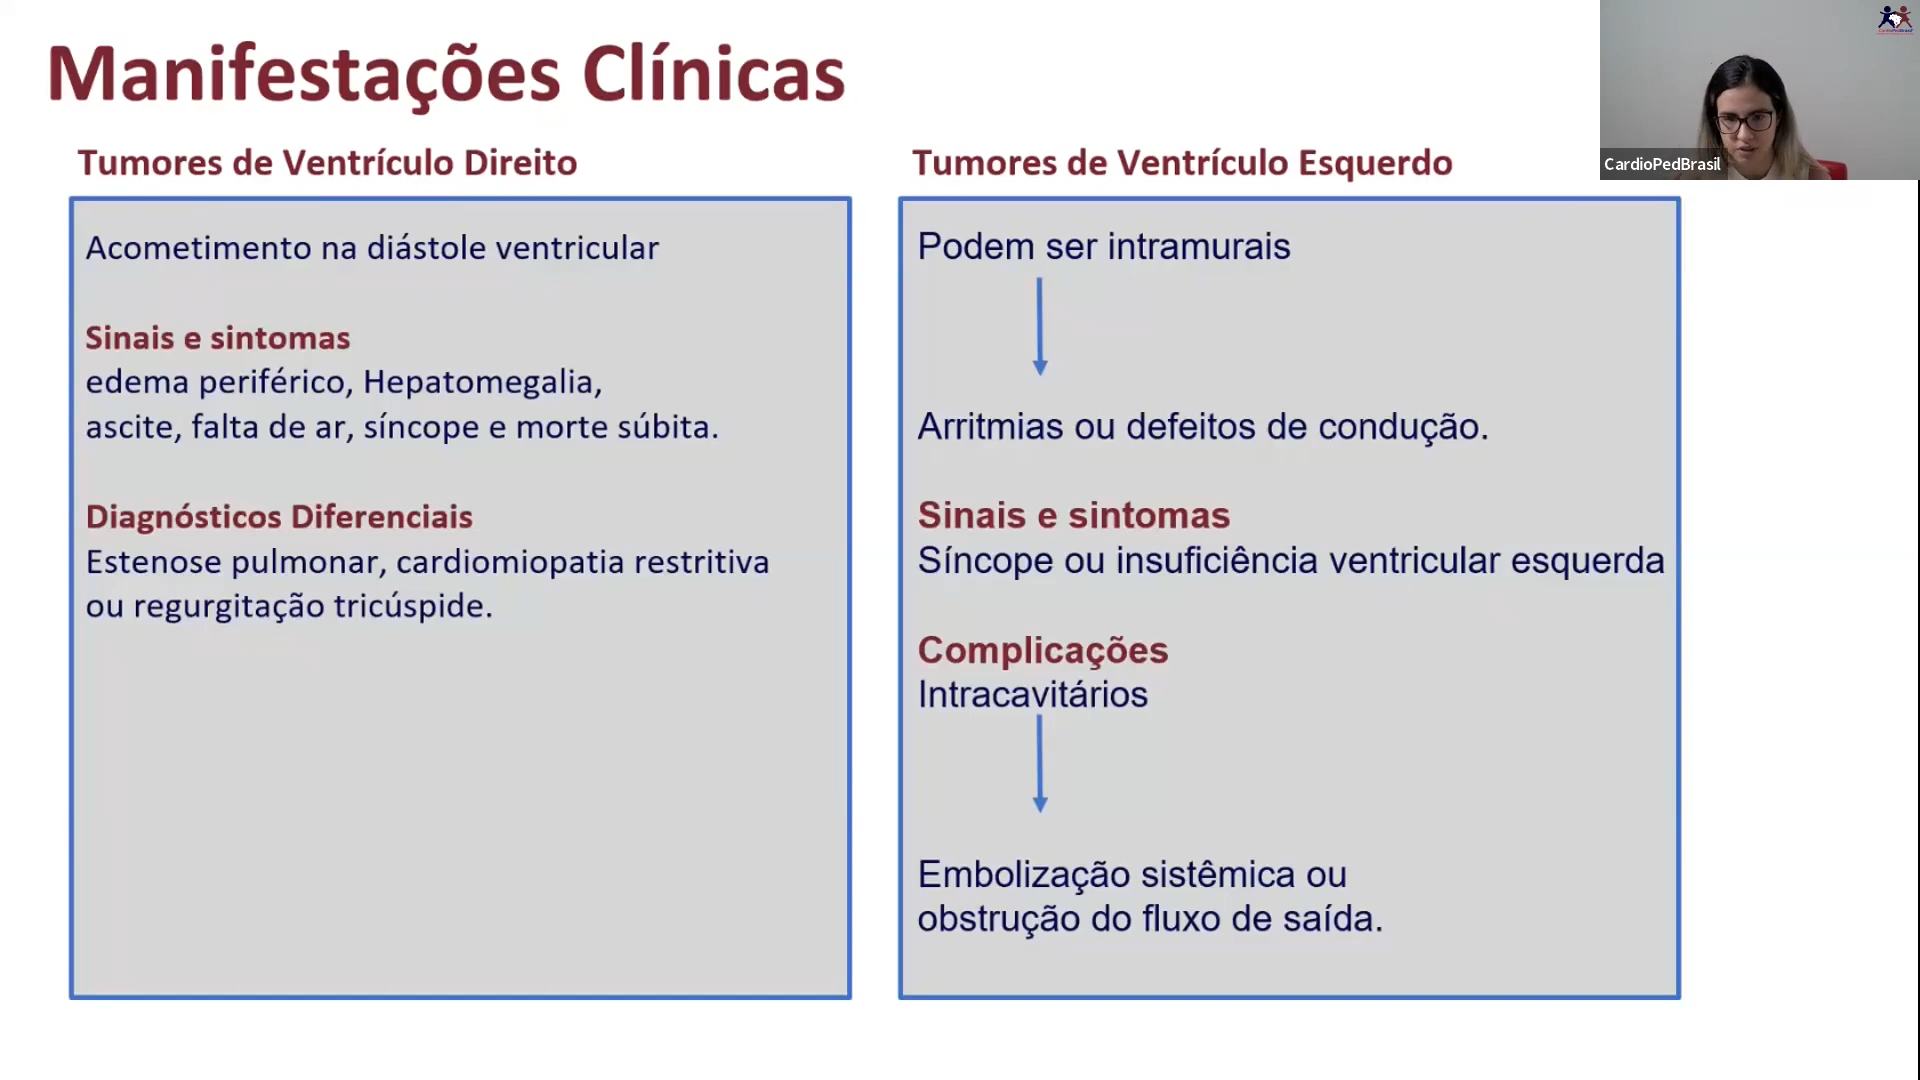 Manifestações Clínicas
Tumores de Ventrículo Direito
Acometimento na diástole ventricular
Sinais e sintomas
edema periférico, Hepatomegalia,
ascite, falta de ar, síncope e morte súbita.
Diagnósticos Diferenciais
Estenose pulmonar, cardiomiopatia restritiva
ou regurgitação tricúspide.
Tumores de Ventrículo Esquerdo
Podem ser intramurais
Arritmias ou defeitos de condução.
Sinais e sintomas
Síncope ou insuficiência ventricular esquerda
Complicações
Intracavitários
Embolização sistêmica ou
obstrução do fluxo de saída.
CardioPedBrasil
CardioPedBrasil